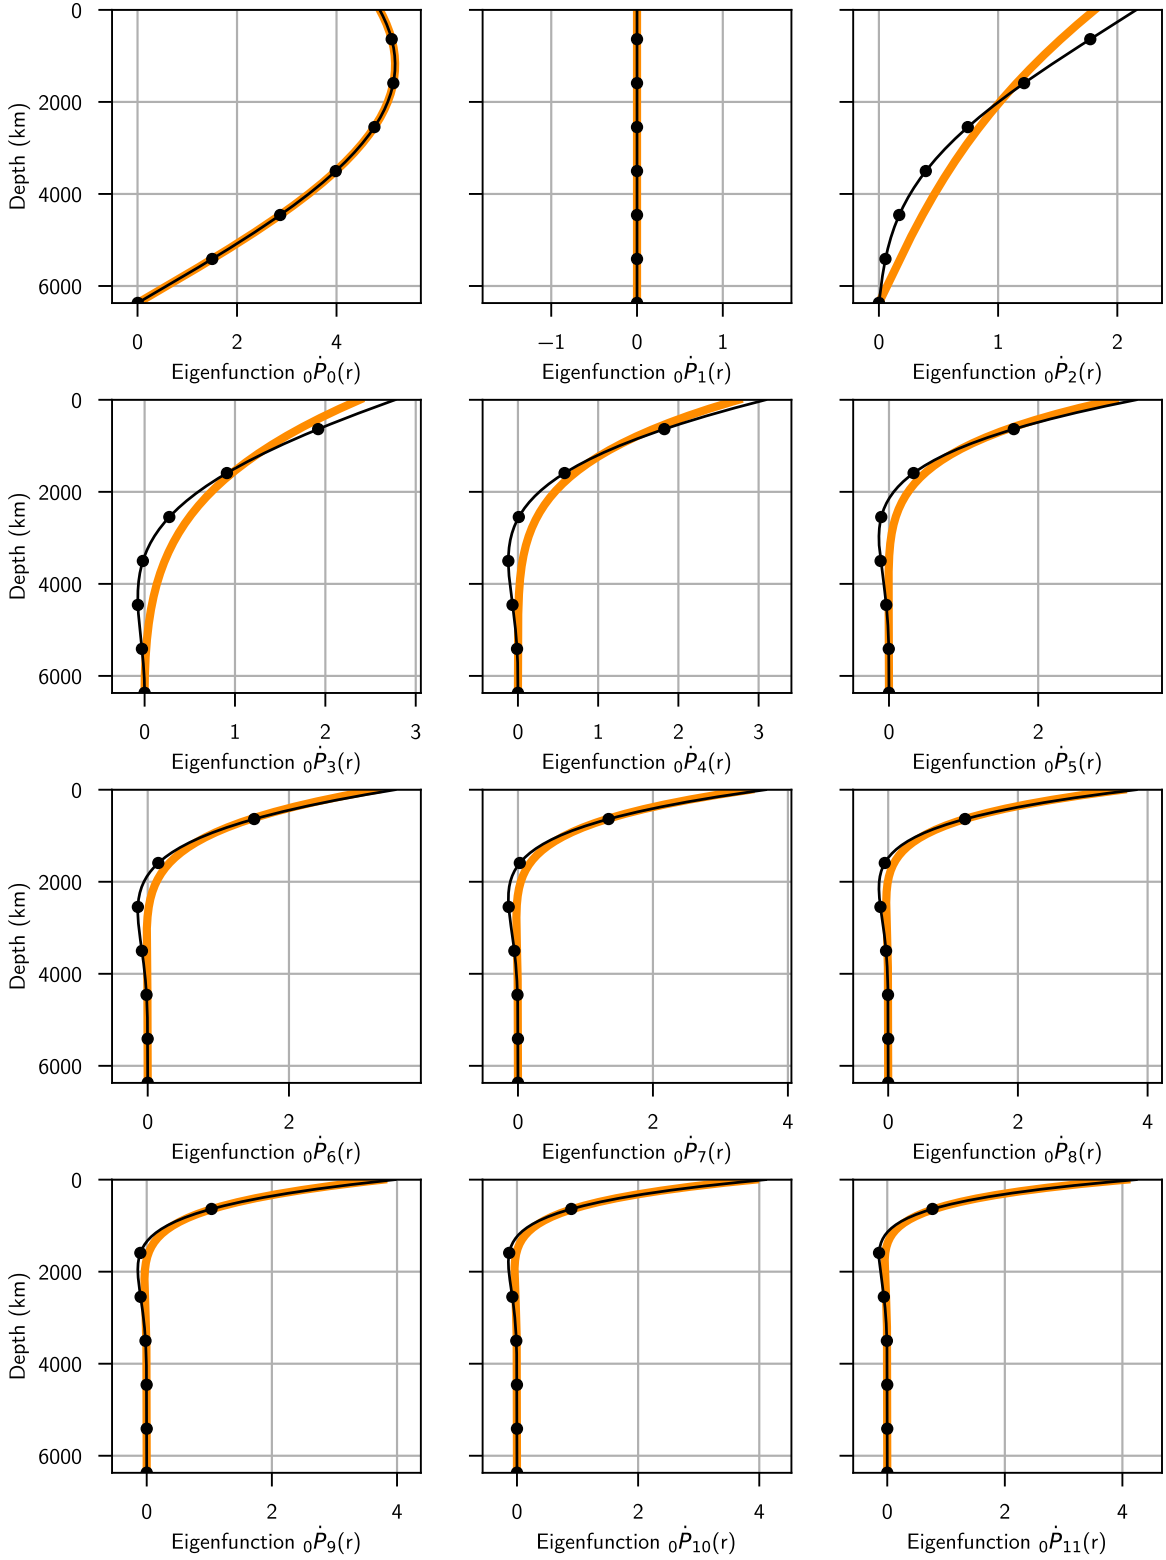 0
2000
4000
6000
Depth (km)
0 2 4
Eigenfunction ₀Ṗ₀(r)
−1 0 1
Eigenfunction ₀Ṗ₁(r)
0 1 2
Eigenfunction ₀Ṗ₂(r)
0
2000
4000
6000
Depth (km)
0 1 2 3
Eigenfunction ₀Ṗ₃(r)
0 1 2 3
Eigenfunction ₀Ṗ₄(r)
0 2
Eigenfunction ₀Ṗ₅(r)
0
2000
4000
6000
Depth (km)
0 2
Eigenfunction ₀Ṗ₆(r)
0 2 4
Eigenfunction ₀Ṗ₇(r)
0 2 4
Eigenfunction ₀Ṗ₈(r)
0
2000
4000
6000
Depth (km)
0 2 4
Eigenfunction ₀Ṗ₉(r)
0 2 4
Eigenfunction ₀Ṗ₁₀(r)
0 2 4
Eigenfunction ₀Ṗ₁₁(r)